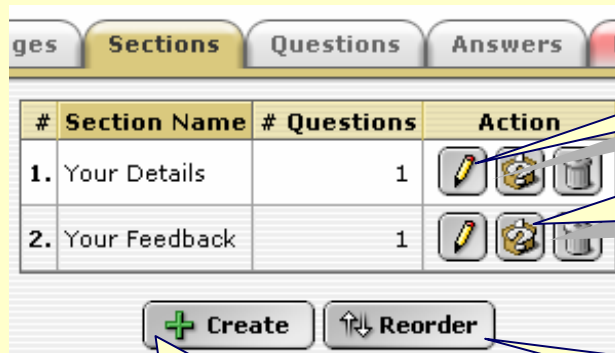 ges Sections Questions Answers
# Section Name # Questions Action
1. Your Details 1
2. Your Feedback 1
Create Reorder